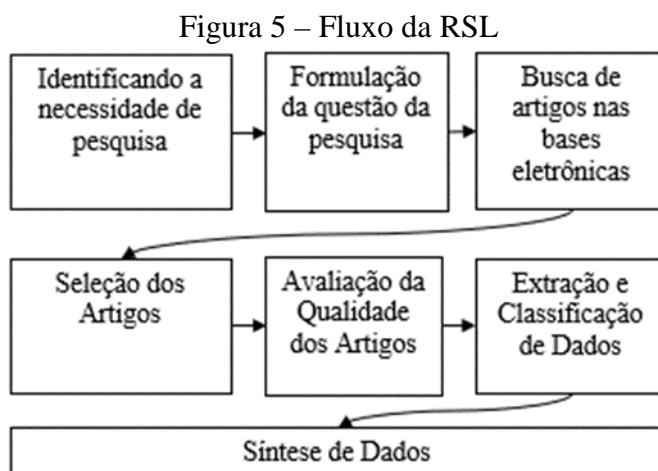 Figura 5 – Fluxo da RSL
Identificando a
necessidade de
pesquisa
Formulação
da questão da
pesquisa
Busca de
artigos nas
bases
eletrônicas
Seleção dos
Artigos
Avaliação da
Qualidade
dos Artigos
Extração e
Classificação
de Dados
Síntese de Dados